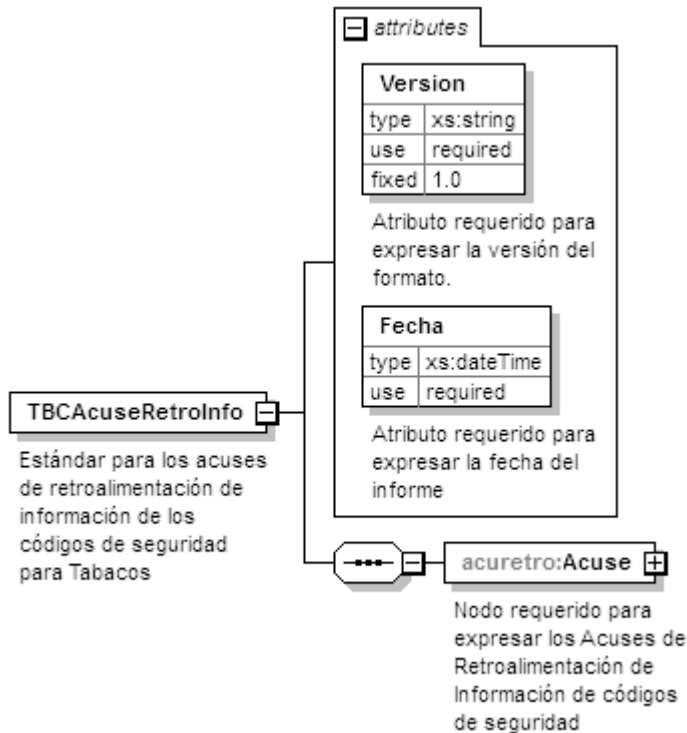 attributes
Version
type xs:string
use required
fixed 1.0
Atributo requerido para
expresar la versión del
formato.
Fecha
type xs:dateTime
use required
Atributo requerido para
expresar la fecha del
informe
TBCAcuseRetroInfo
Estándar para los acuses
de retroalimentación de
información de los
códigos de seguridad
para Tabacos
acuretro:Acuse
Nodo requerido para
expresar los Acuses de
Retroalimentación de
Información de códigos
de seguridad